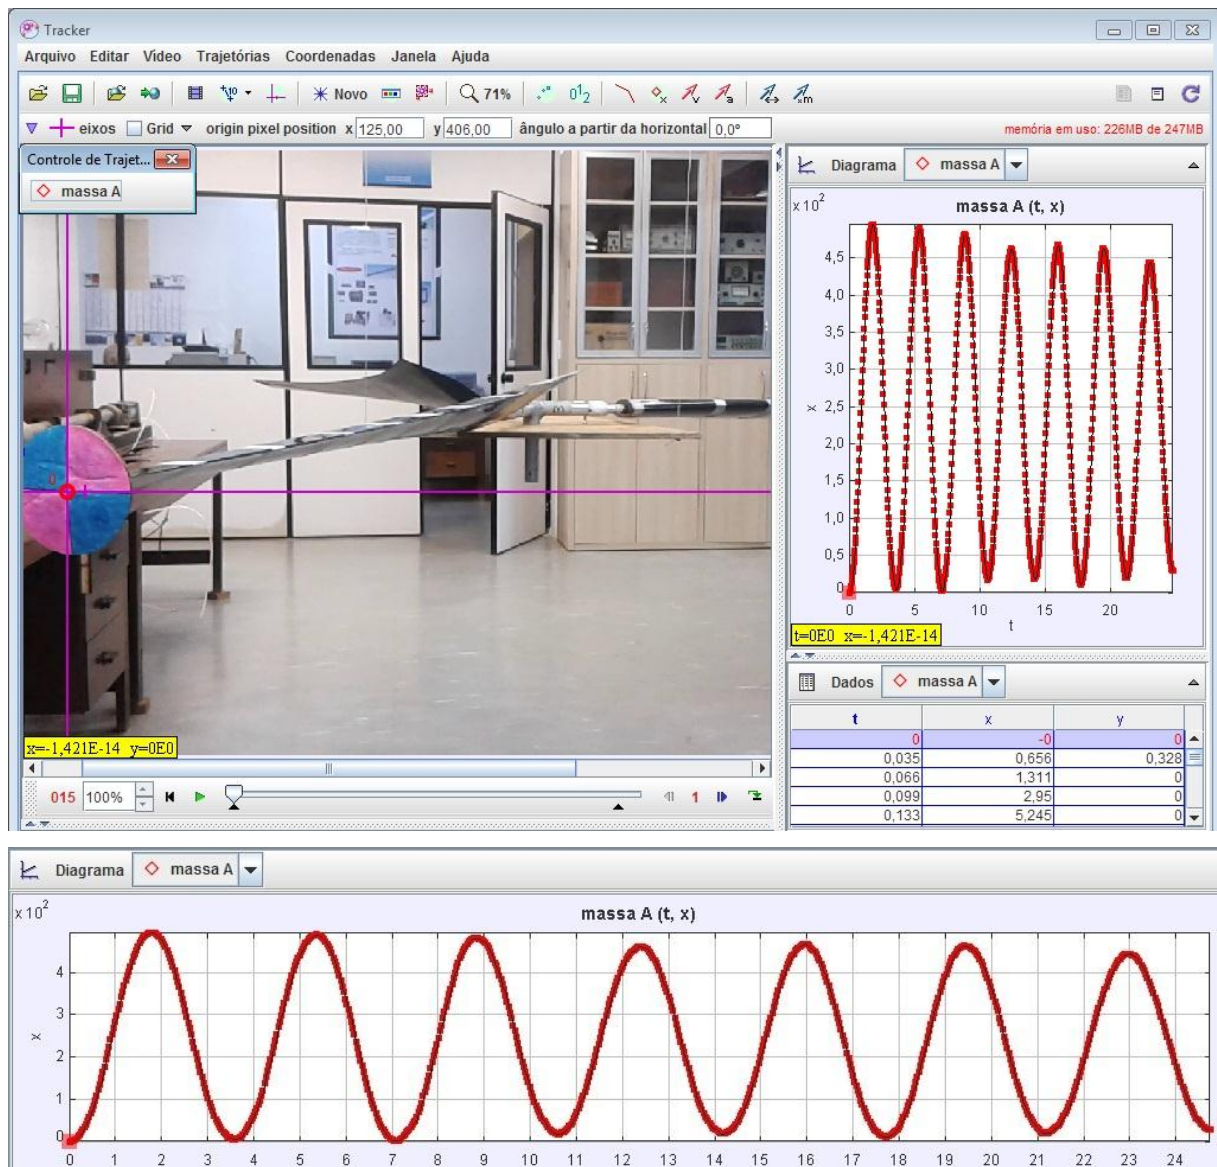 Tracker
Arquivo Editar Video Trajetórias Coordenadas Janela Ajuda
Novo 71%
eixos Grid origin pixel position x 125,00 y 406,00 ângulo a partir da horizontal 0,0° memória em uso: 226MB de 247MB
Controle de Trajet...
massa A
0
x=-1,421E-14 y=0E0
015 100% 1
Diagrama massa A
x 10²
massa A (t, x)
4,5
4,0
3,5
3,0
x 2,5
2,0
1,5
1,0
0,5
0
0 5 10 15 20
t
t=0E0 x=-1,421E-14
Dados massa A
t x y
0 -0 0
0,035 0,656 0,328
0,066 1,311 0
0,099 2,95 0
0,133 5,245 0
Diagrama massa A
x 10²
massa A (t, x)
4
3
x
2
1
0
0 1 2 3 4 5 6 7 8 9 10 11 12 13 14 15 16 17 18 19 20 21 22 23 24